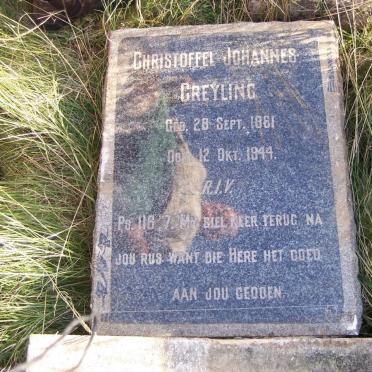 CHRISTOFFEL JOHANNES
GREYLING
GEB. 28 SEPT. 1861
OORL. 12 OKT. 1944.
R.I.V.
PS. 116:7. MY SIEL KEER TERUG NA
JOU RUS WANT DIE HERE HET GOED
AAN JOU GEDOEN.